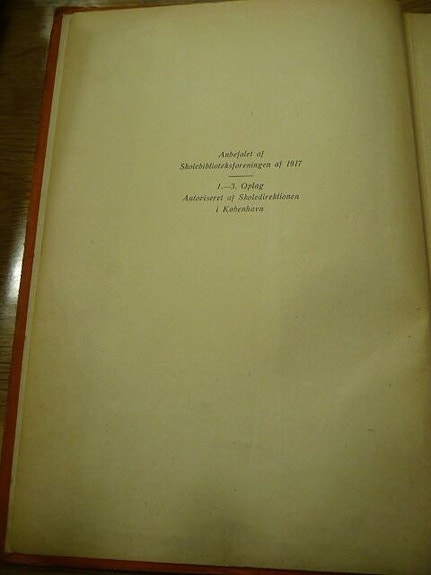 Anbefalet af
Skolebiblioteksforeningen af 1917
1.—3. Oplag
Autoriseret af Skoledirektionen
i København